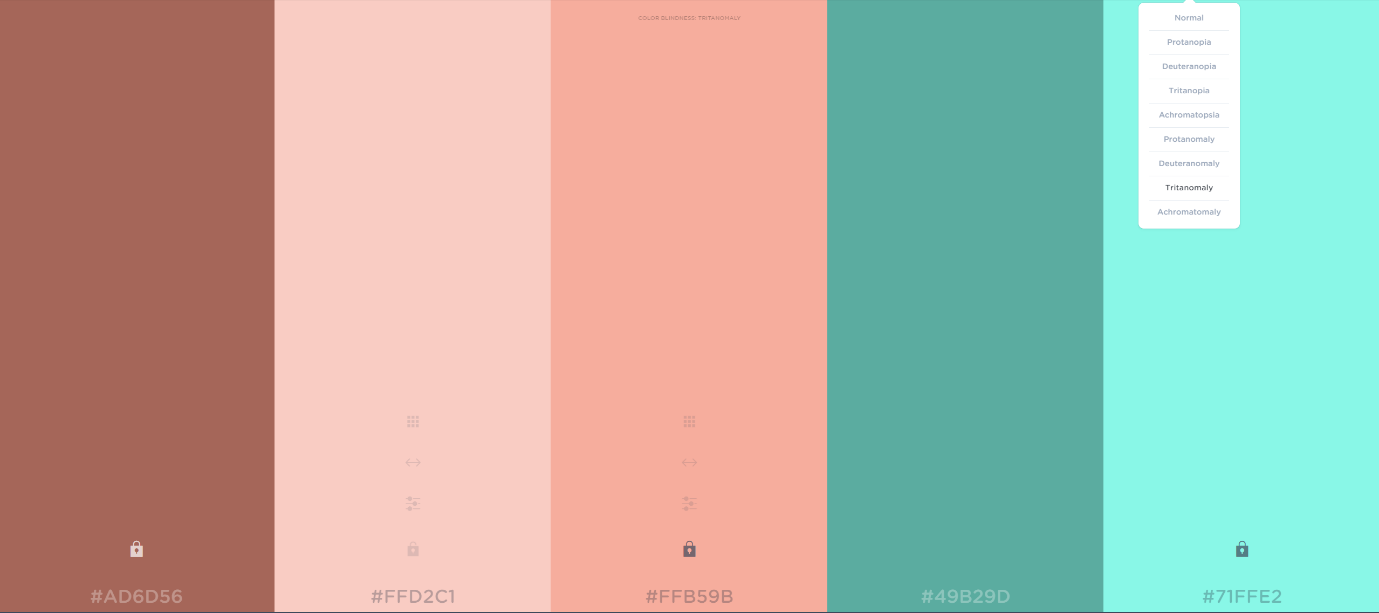 COLOR BLINDNESS: TRITANOMALY
Normal
Protanopia
Deuteranopia
Tritanopia
Achromatopsia
Protanomaly
Deuteranomaly
Tritanomaly
Achromatomaly
#AD6D56
#FFD2C1
#FFB59B
#49B29D
#71FFE2